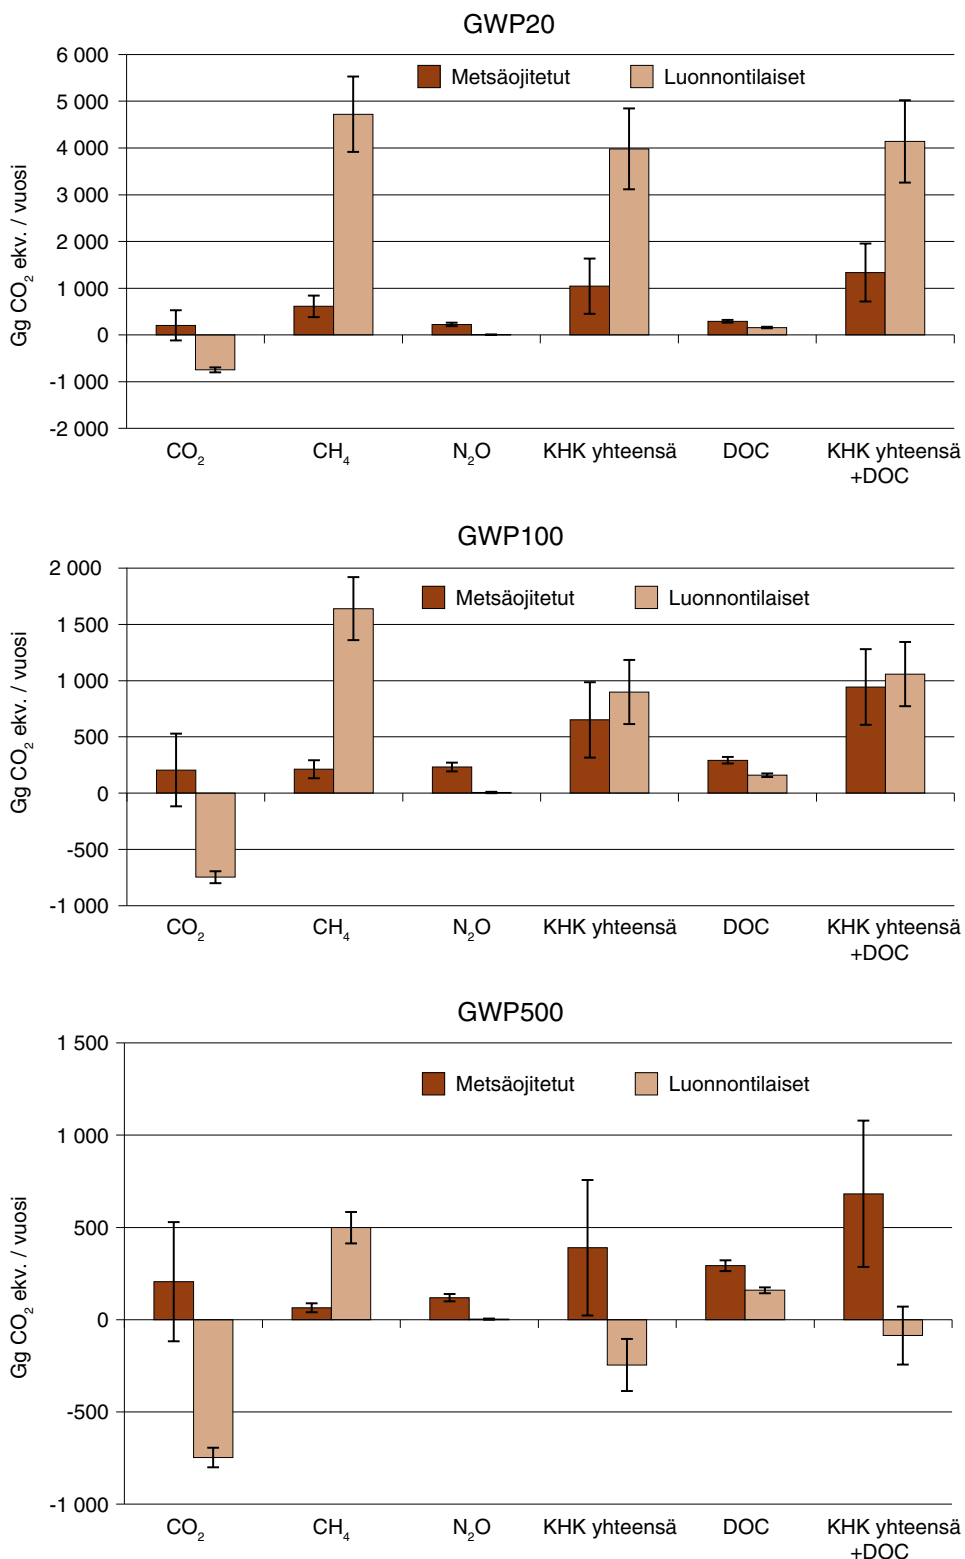 GWP20
6 000
5 000
4 000
3 000
2 000
1 000
0
-1 000
-2 000
Gg CO₂ ekv. / vuosi
Metsäojitetut
Luonnontilaiset
CO₂
CH₄
N₂O
KHK yhteensä
DOC
KHK yhteensä
+DOC
GWP100
2 000
1 500
1 000
500
0
-500
-1 000
Gg CO₂ ekv. / vuosi
Metsäojitetut
Luonnontilaiset
CO₂
CH₄
N₂O
KHK yhteensä
DOC
KHK yhteensä
+DOC
GWP500
1 500
1 000
500
0
-500
-1 000
Gg CO₂ ekv. / vuosi
Metsäojitetut
Luonnontilaiset
CO₂
CH₄
N₂O
KHK yhteensä
DOC
KHK yhteensä
+DOC